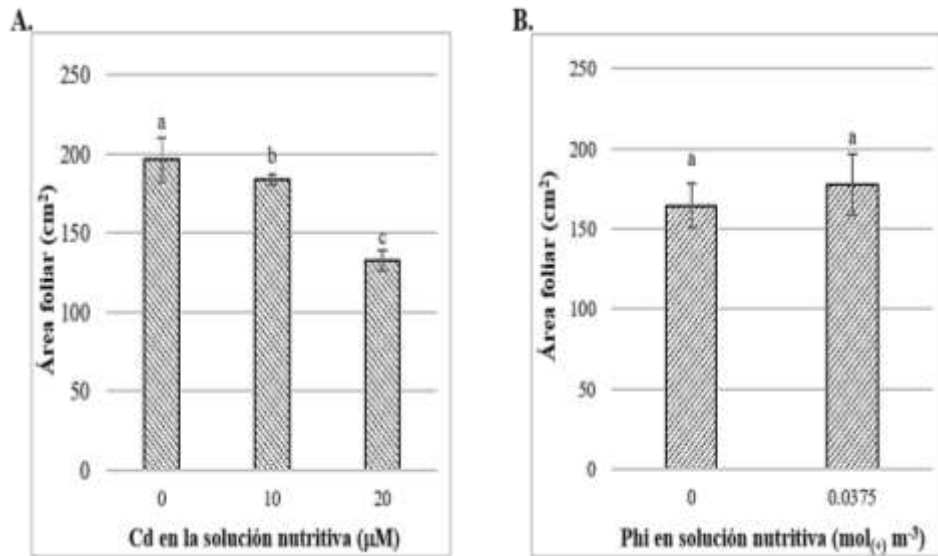 A.
250
200
150
100
50
0
a
b
c
0 10 20
Área foliar (cm²)
Cd en la solución nutritiva (µM)
B.
250
200
150
100
50
0
a
a
0 0.0375
Área foliar (cm²)
Phi en solución nutritiva (mol₍₊₎ m⁻³)